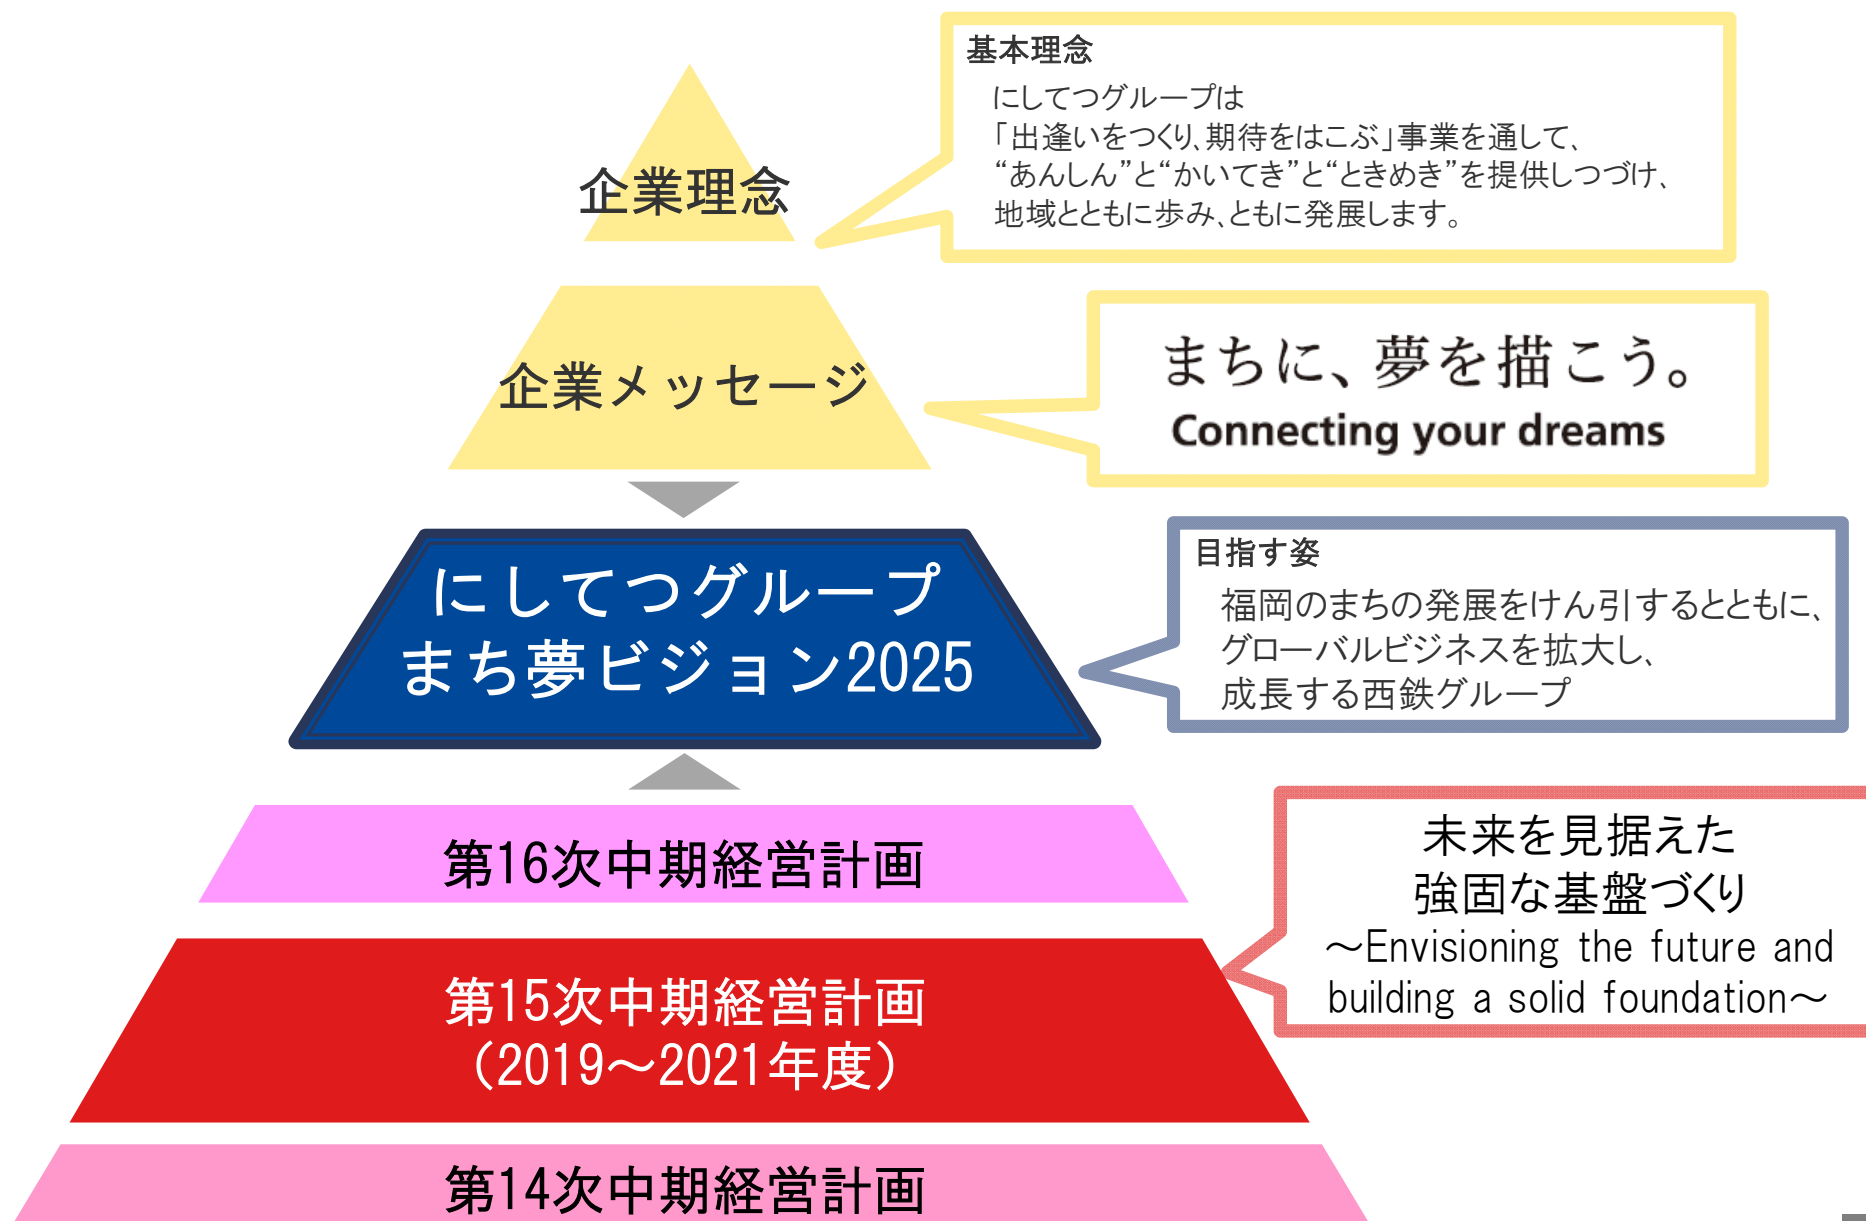 企業理念
基本理念
にしてつグループは
「出逢いをつくり、期待をはこぶ」事業を通して、
“あんしん”と“かいてき”と“ときめき”を提供しつづけ、
地域とともに歩み、ともに発展します。
企業メッセージ
まちに、夢を描こう。
Connecting your dreams
にしてつグループ
まち夢ビジョン2025
目指す姿
福岡のまちの発展をけん引するとともに、
グローバルビジネスを拡大し、
成長する西鉄グループ
第16次中期経営計画
第15次中期経営計画
（2019～2021年度）
未来を見据えた
強固な基盤づくり
～Envisioning the future and
building a solid foundation～
第14次中期経営計画